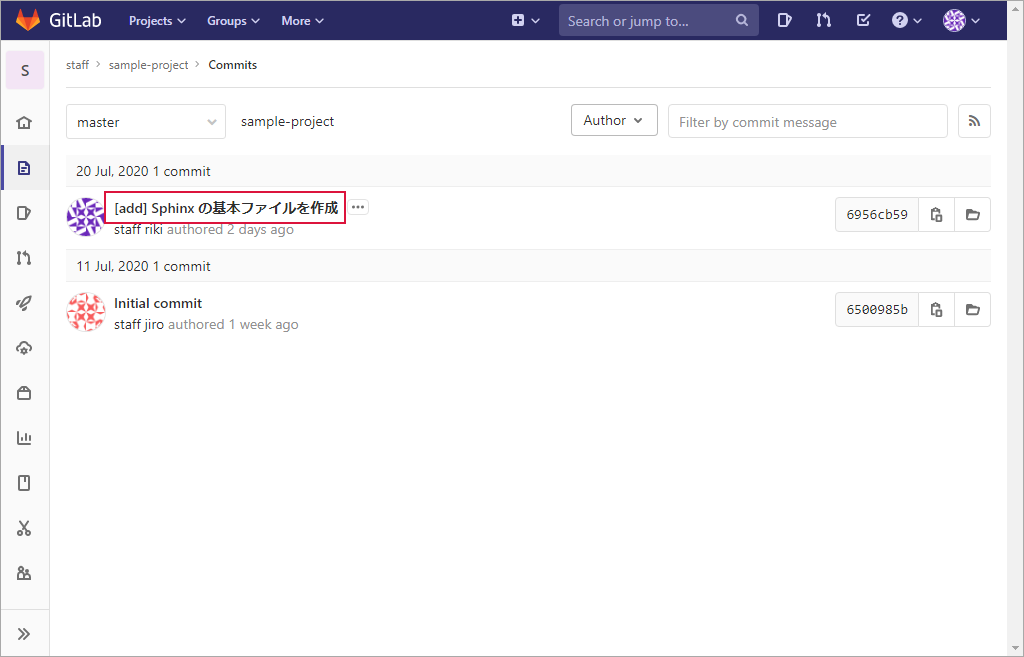 GitLab Projects Groups More Search or jump to... ?
S staff > sample-project > Commits
master sample-project Author Filter by commit message
20 Jul, 2020 1 commit
[add] Sphinx の基本ファイルを作成 ...
staff riki authored 2 days ago
6956cb59
11 Jul, 2020 1 commit
Initial commit
staff jiro authored 1 week ago
6500985b